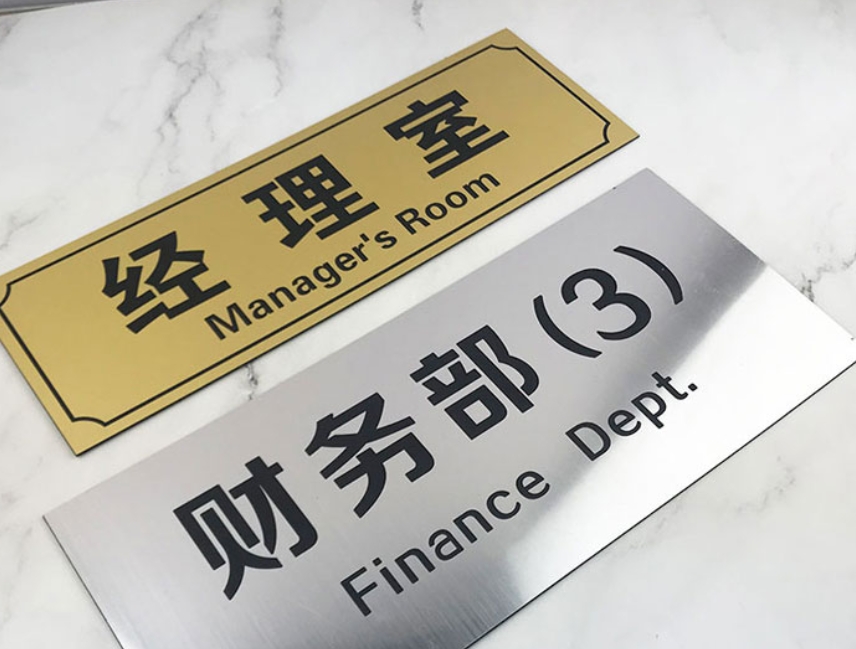 经理室
Manager's Room
财务部(3)
Finance Dept.